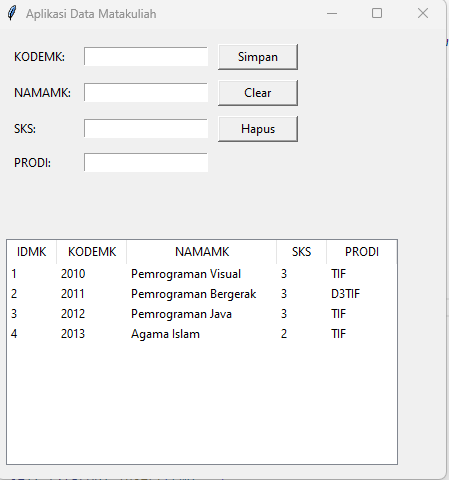 Aplikasi Data Matakuliah
KODEMK: Simpan
NAMAMK: Clear
SKS: Hapus
PRODI:
IDMK KODEMK NAMAMK SKS PRODI
1 2010 Pemrograman Visual 3 TIF
2 2011 Pemrograman Bergerak 3 D3TIF
3 2012 Pemrograman Java 3 TIF
4 2013 Agama Islam 2 TIF